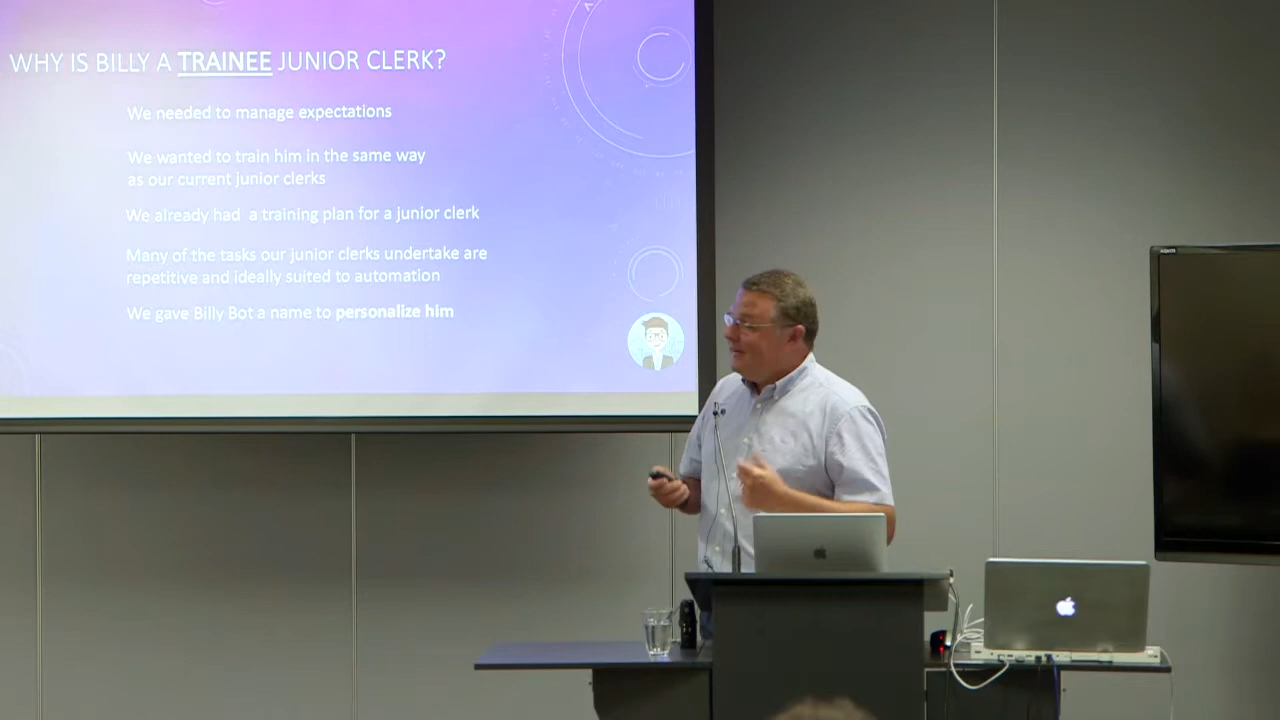 WHY IS BILLY A TRAINEE JUNIOR CLERK?
We needed to manage expectations
We wanted to train him in the same way
as our current junior clerks
We already had a training plan for a junior clerk
Many of the tasks our junior clerks undertake are
repetitive and ideally suited to automation
We gave Billy Bot a name to personalize him